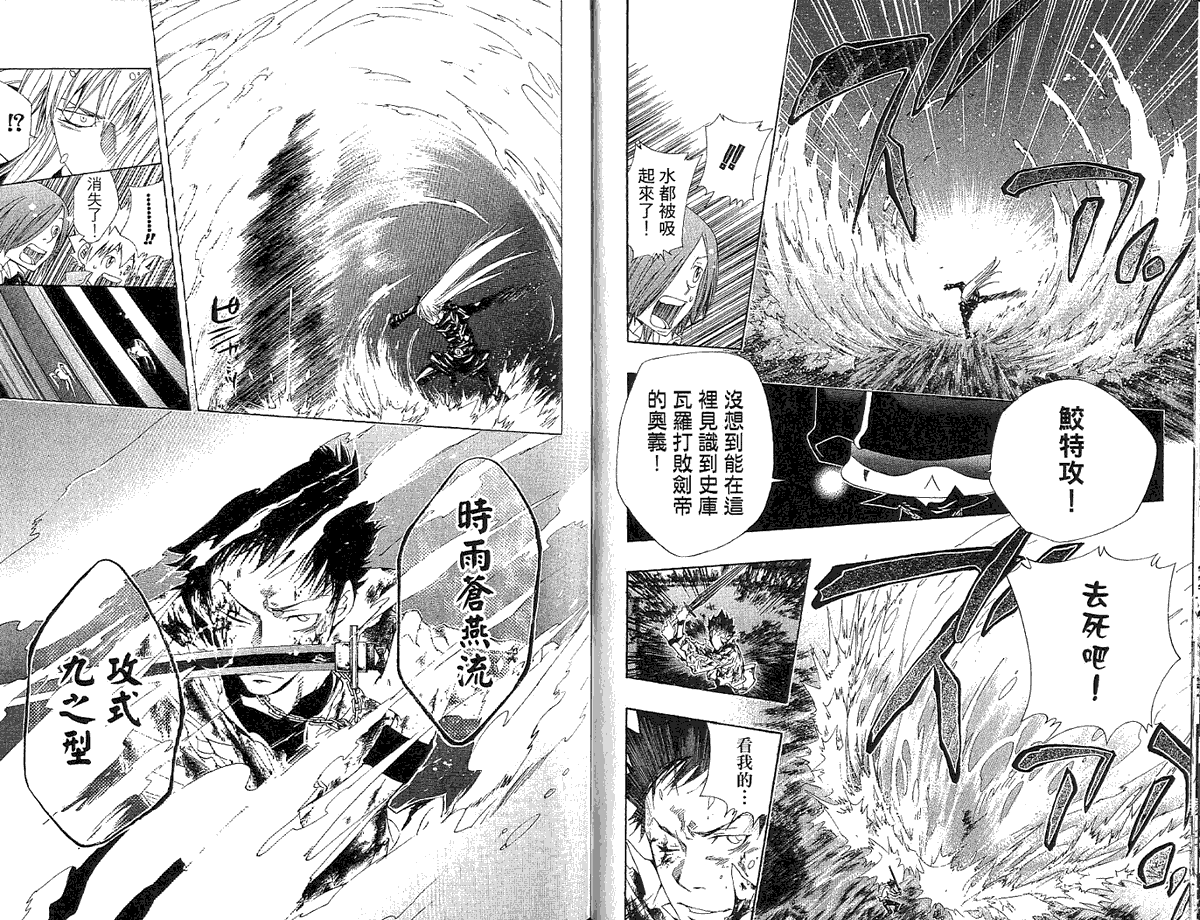 !!
水都被吸
起來了！
鮫特攻！
沒想到能在這
裡見識到史庫
瓦羅打敗劍帝
的奧義！
去死吧！
看我的…
!?
………!!
消失了！
時雨蒼燕流
攻式
九之型